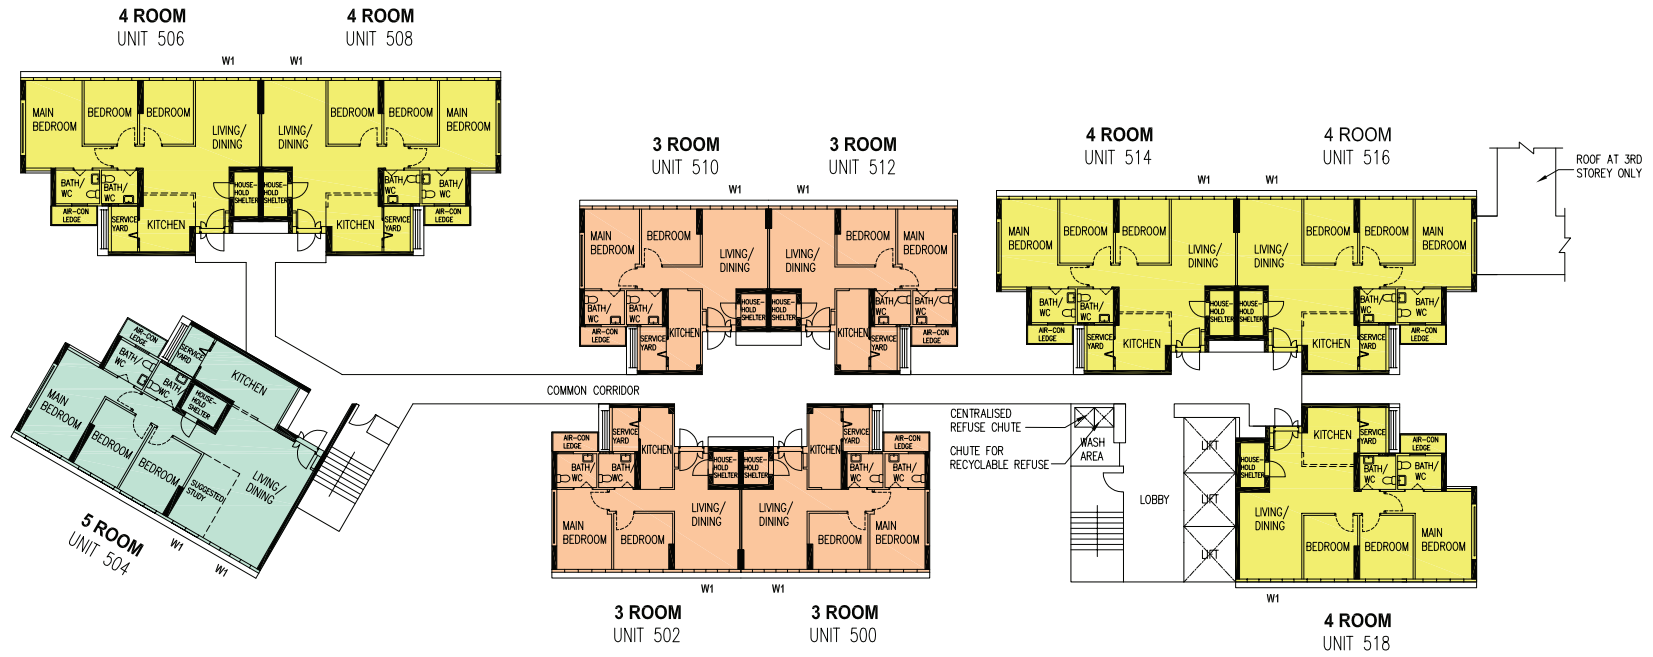 4 ROOM
UNIT 506
4 ROOM
UNIT 508
W1
W1
MAIN
BEDROOM
BEDROOM
BEDROOM
LIVING/
DINING
LIVING/
DINING
BEDROOM
BEDROOM
MAIN
BEDROOM
BATH/
WC
BATH/
WC
HOUSE-
HOLD
SHELTER
HOUSE-
HOLD
SHELTER
BATH/
WC
BATH/
WC
AIR-CON
LEDGE
SERVICE
YARD
KITCHEN
KITCHEN
SERVICE
YARD
AIR-CON
LEDGE
3 ROOM
UNIT 510
3 ROOM
UNIT 512
W1
W1
MAIN
BEDROOM
BEDROOM
LIVING/
DINING
LIVING/
DINING
BEDROOM
MAIN
BEDROOM
BATH/
WC
BATH/
WC
HOUSE-
HOLD
SHELTER
HOUSE-
HOLD
SHELTER
BATH/
WC
BATH/
WC
AIR-CON
LEDGE
SERVICE
YARD
KITCHEN
KITCHEN
SERVICE
YARD
AIR-CON
LEDGE
4 ROOM
UNIT 514
4 ROOM
UNIT 516
W1
W1
ROOF AT 3RD
STOREY ONLY
MAIN
BEDROOM
BEDROOM
BEDROOM
LIVING/
DINING
LIVING/
DINING
BEDROOM
BEDROOM
MAIN
BEDROOM
BATH/
WC
BATH/
WC
HOUSE-
HOLD
SHELTER
HOUSE-
HOLD
SHELTER
BATH/
WC
BATH/
WC
AIR-CON
LEDGE
SERVICE
YARD
KITCHEN
KITCHEN
SERVICE
YARD
AIR-CON
LEDGE
AIR-CON
LEDGE
SERVICE
YARD
KITCHEN
BATH/
WC
BATH/
WC
HOUSE-
HOLD
SHELTER
MAIN
BEDROOM
BEDROOM
BEDROOM
SUGGESTED
STUDY
LIVING/
DINING
W1
W1
5 ROOM
UNIT 504
COMMON CORRIDOR
AIR-CON
LEDGE
SERVICE
YARD
KITCHEN
KITCHEN
SERVICE
YARD
AIR-CON
LEDGE
BATH/
WC
BATH/
WC
HOUSE-
HOLD
SHELTER
HOUSE-
HOLD
SHELTER
BATH/
WC
BATH/
WC
MAIN
BEDROOM
BEDROOM
LIVING/
DINING
LIVING/
DINING
BEDROOM
MAIN
BEDROOM
W1
W1
3 ROOM
UNIT 502
3 ROOM
UNIT 500
CENTRALISED
REFUSE CHUTE
CHUTE FOR
RECYCLABLE REFUSE
WASH
AREA
LOBBY
LIFT
LIFT
LIFT
KITCHEN
SERVICE
YARD
AIR-CON
LEDGE
HOUSE-
HOLD
SHELTER
BATH/
WC
BATH/
WC
LIVING/
DINING
BEDROOM
BEDROOM
MAIN
BEDROOM
W1
4 ROOM
UNIT 518